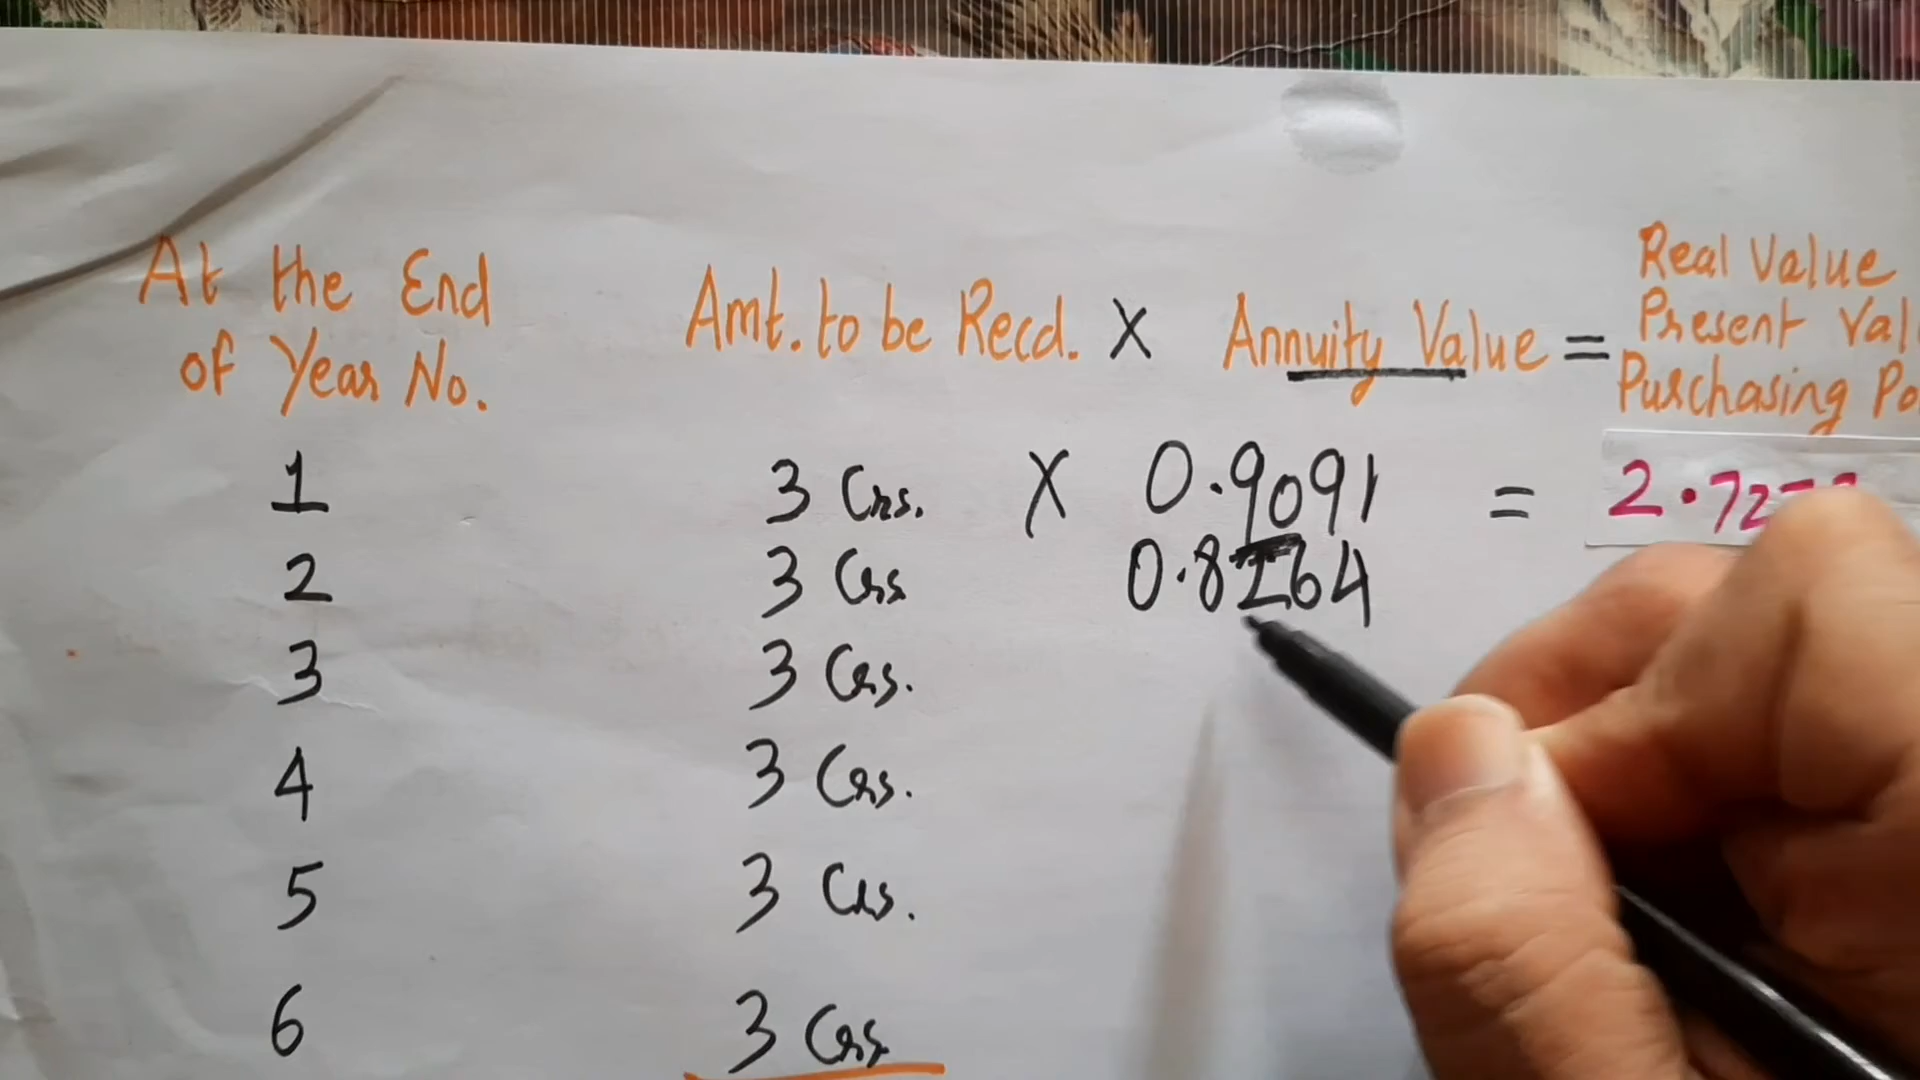 At the End
of Year No.
Amt. to be Recd. X Annuity Value =
Real Value
Present Val
Purchasing Po
1 3 Crs. X 0.9091 = 2.727
2 3 Crs 0.8264
3 3 Crs.
4 3 Crs.
5 3 Crs.
6 3 Crs.